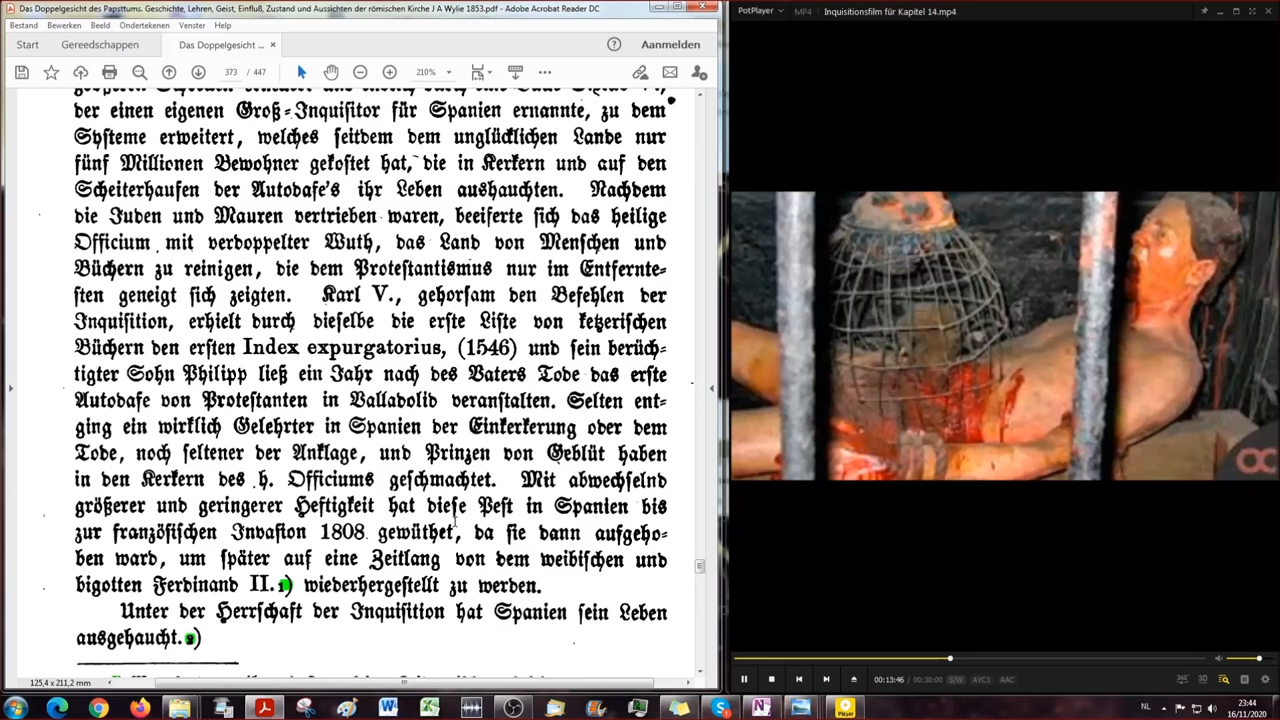 Das Doppelgesicht des Papsttums. Geschichte, Lehren, Geist, Einfluß, Zustand und Aussichten der römischen Kirche J A Wylie 1853.pdf - Adobe Acrobat Reader DC
Bestand Bewerken Beeld Ondertekenen Venster Help
Start Gereedschappen Das Doppelgesicht ... × Anmelden
373 / 447 210%
der einen eigenen Groß-Inquisitor für Spanien ernannte, zu dem
Systeme erweitert, welches seitdem dem unglücklichen Lande nur
fünf Millionen Bewohner gekostet hat, die in Kerkern und auf den
Scheiterhaufen der Autodafe's ihr Leben aushauchten. Nachdem
die Juden und Mauren vertrieben waren, beeiferte sich das heilige
Officium mit verdoppelter Wuth, das Land von Menschen und
Büchern zu reinigen, die dem Protestantismus nur im Entfernte-
sten geneigt sich zeigten. Karl V., gehorsam den Befehlen der
Inquisition, erhielt durch dieselbe die erste Liste von ketzerischen
Büchern den ersten Index expurgatorius, (1546) und sein berüch-
tigter Sohn Philipp ließ ein Jahr nach des Vaters Tode das erste
Autodafe von Protestanten in Valladolid veranstalten. Selten ent-
ging ein wirklich Gelehrter in Spanien der Einkerkerung oder dem
Tode, noch seltener der Anklage, und Prinzen von Geblüt haben
in den Kerkern des h. Officiums geschmachtet. Mit abwechselnd
größerer und geringerer Heftigkeit hat diese Pest in Spanien bis
zur französischen Invasion 1808 gewüthet, da sie dann aufgeho-
ben ward, um später auf eine Zeitlang von dem weibischen und
bigotten Ferdinand II. 1) wiederhergestellt zu werden.
Unter der Herrschaft der Inquisition hat Spanien sein Leben
ausgehaucht. 2)
125,4 x 211,2 mm
PotPlayer MP4 Inquisitionsfilm für Kapitel 14.mp4
00:13:46 / 00:30:00 S/W AVC1 AAC
360° 3D
NL 23:44
16/11/2020